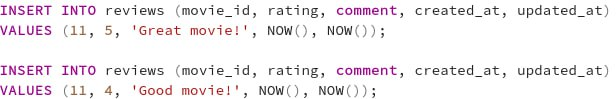 INSERT INTO reviews (movie_id, rating, comment, created_at, updated_at)
VALUES (11, 5, 'Great movie!', NOW(), NOW());

INSERT INTO reviews (movie_id, rating, comment, created_at, updated_at)
VALUES (11, 4, 'Good movie!', NOW(), NOW());